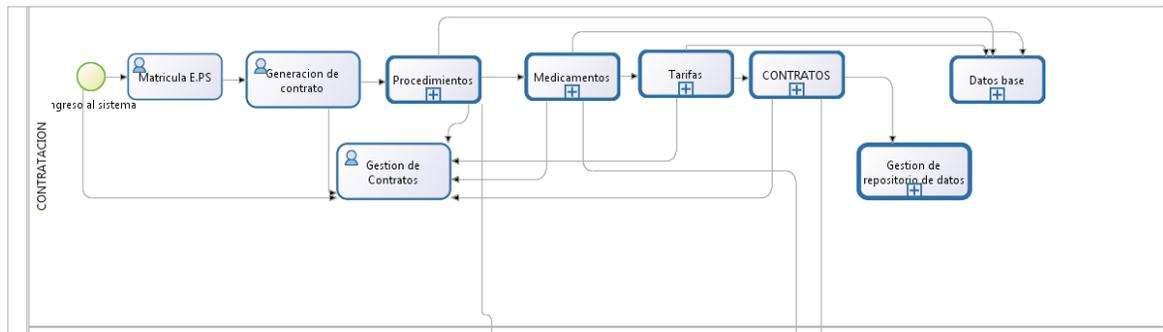 CONTRATACION
ngreso al sistema
Matricula E.PS
Generacion de
contrato
Procedimientos
Medicamentos
Tarifas
CONTRATOS
Datos base
Gestion de
Contratos
Gestion de
repositorio de datos